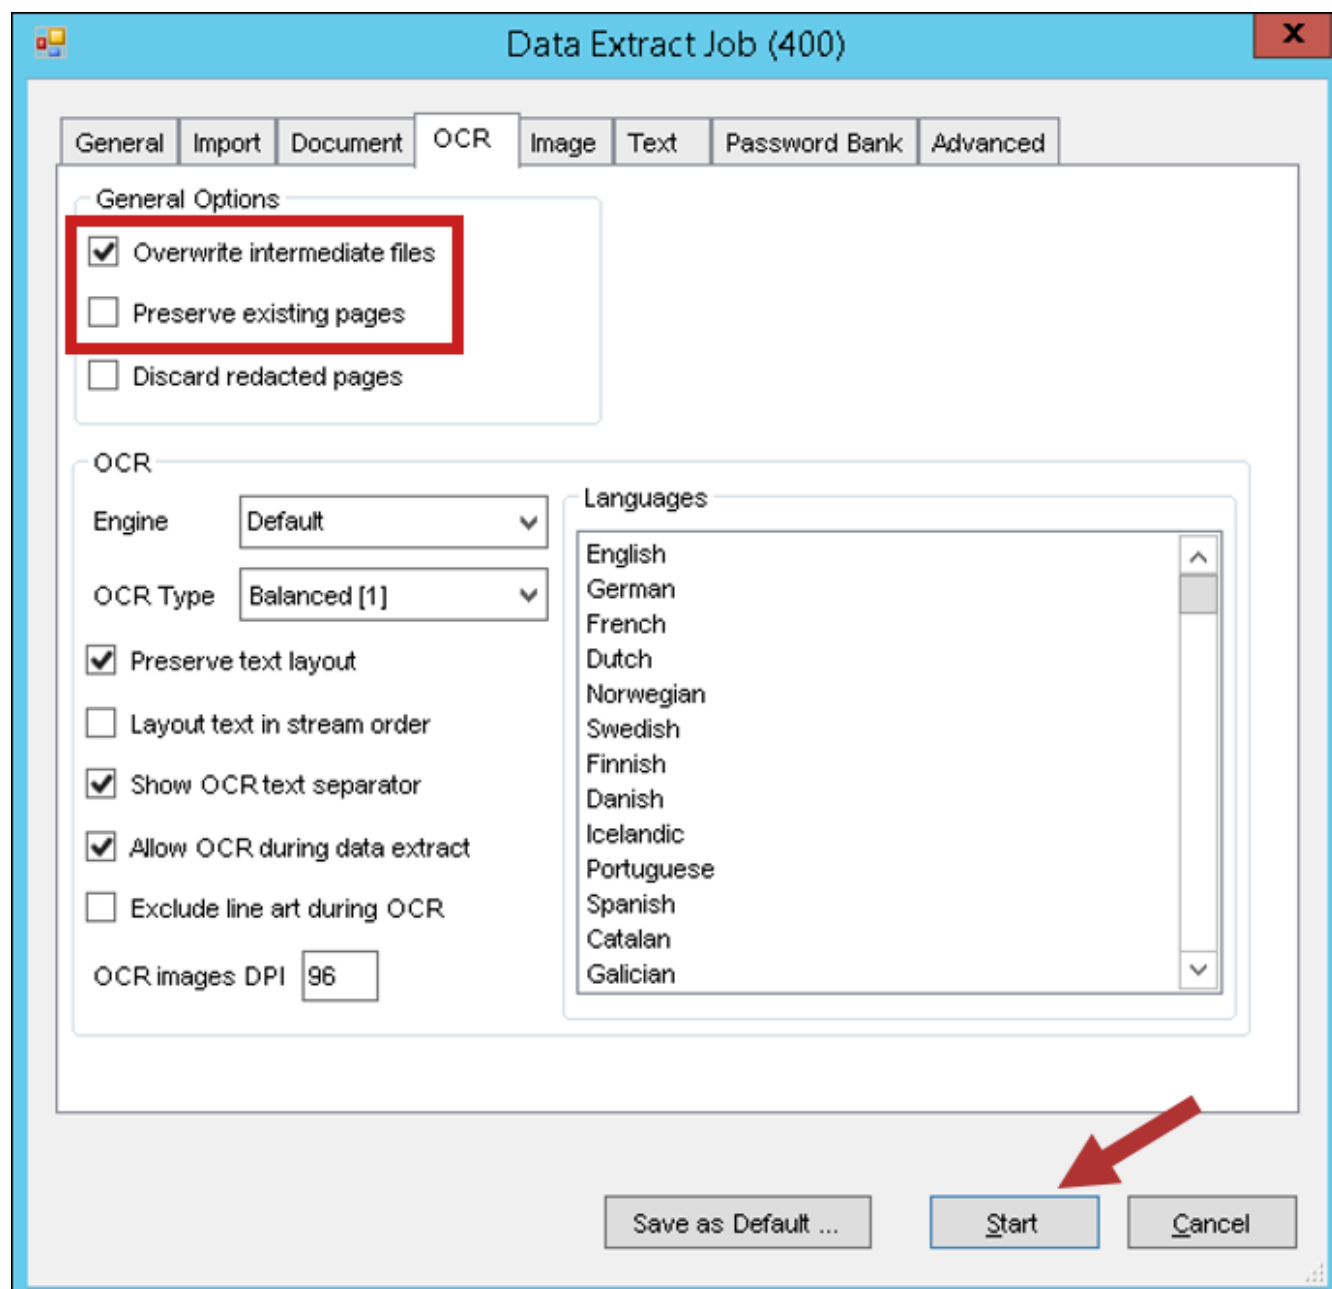 Data Extract Job (400)
General Import Document OCR Image Text Password Bank Advanced
General Options
Overwrite intermediate files
Preserve existing pages
Discard redacted pages
OCR
Engine Default
OCR Type Balanced [1]
Preserve text layout
Layout text in stream order
Show OCR text separator
Allow OCR during data extract
Exclude line art during OCR
OCR images DPI 96
Languages
English
German
French
Dutch
Norwegian
Swedish
Finnish
Danish
Icelandic
Portuguese
Spanish
Catalan
Galician
Save as Default ... Start Cancel